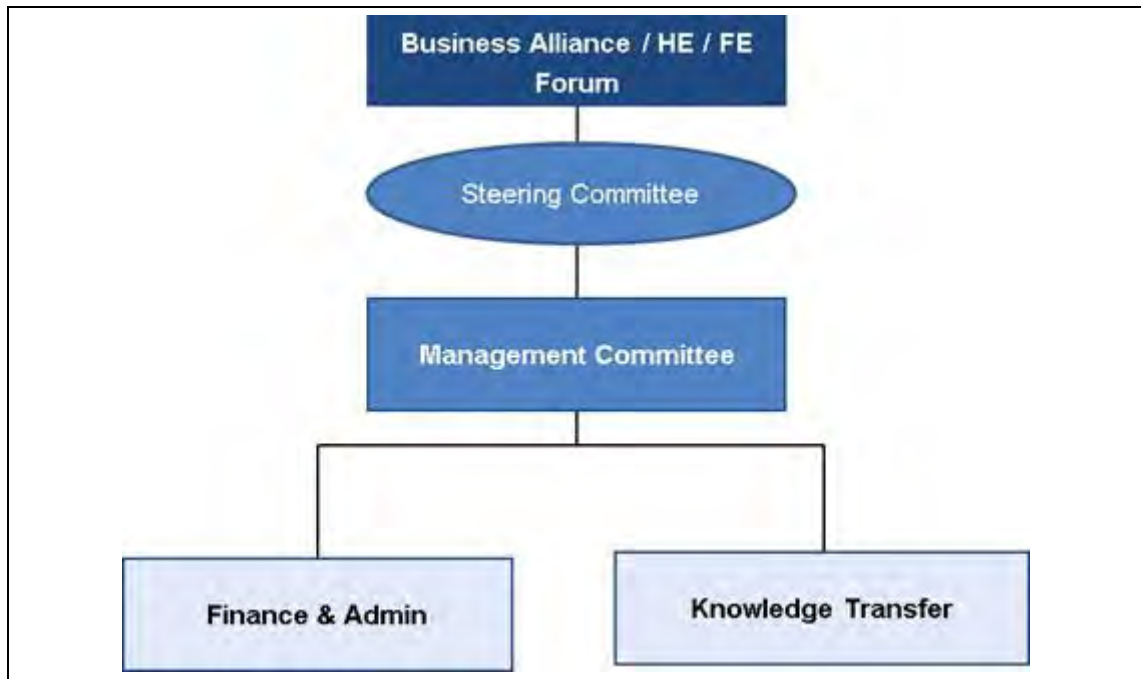 Business Alliance / HE / FE
Forum
Steering Committee
Management Committee
Finance & Admin
Knowledge Transfer